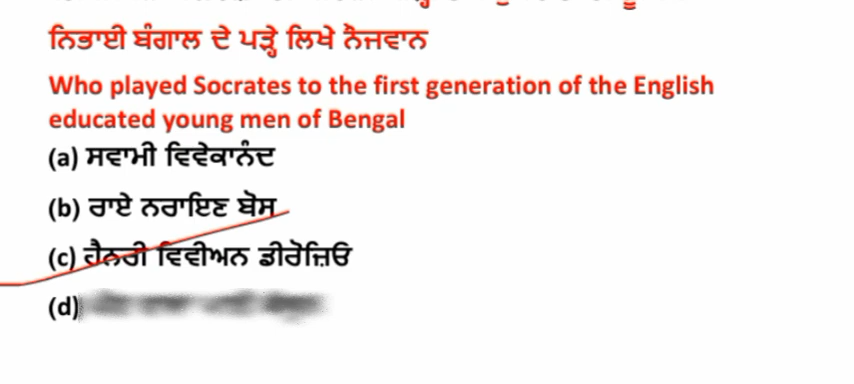 ਨਿਭਾਈ ਬੰਗਾਲ ਦੇ ਪੜ੍ਹੇ ਲਿਖੇ ਨੌਜਵਾਨ
Who played Socrates to the first generation of the English
educated young men of Bengal
(a) ਸਵਾਮੀ ਵਿਵੇਕਾਨੰਦ
(b) ਰਾਏ ਨਰਾਇਣ ਬੋਸ
(c) ਹੈਨਰੀ ਵਿਵੀਅਨ ਡੀਰੋਜ਼ਿਓ
(d)